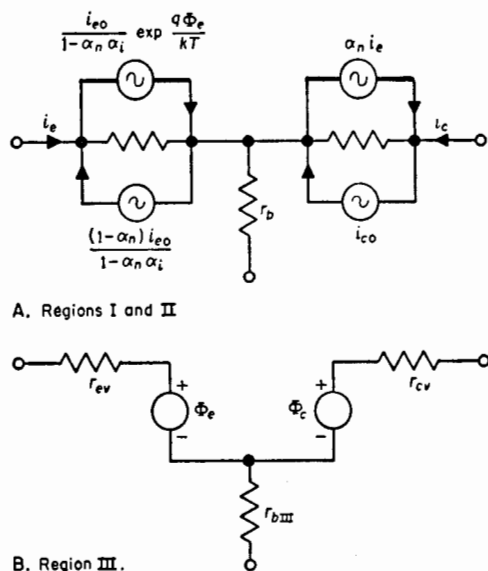 i_eo / 1-α_n α_i exp qΦ_e / kT
α_n i_e
i_e
i_c
r_b
(1-α_n) i_eo / 1-α_n α_i
i_co
A. Regions I and II
r_ev
r_cv
+
+
Φ_e
Φ_c
-
-
r_bIII
B. Region III.